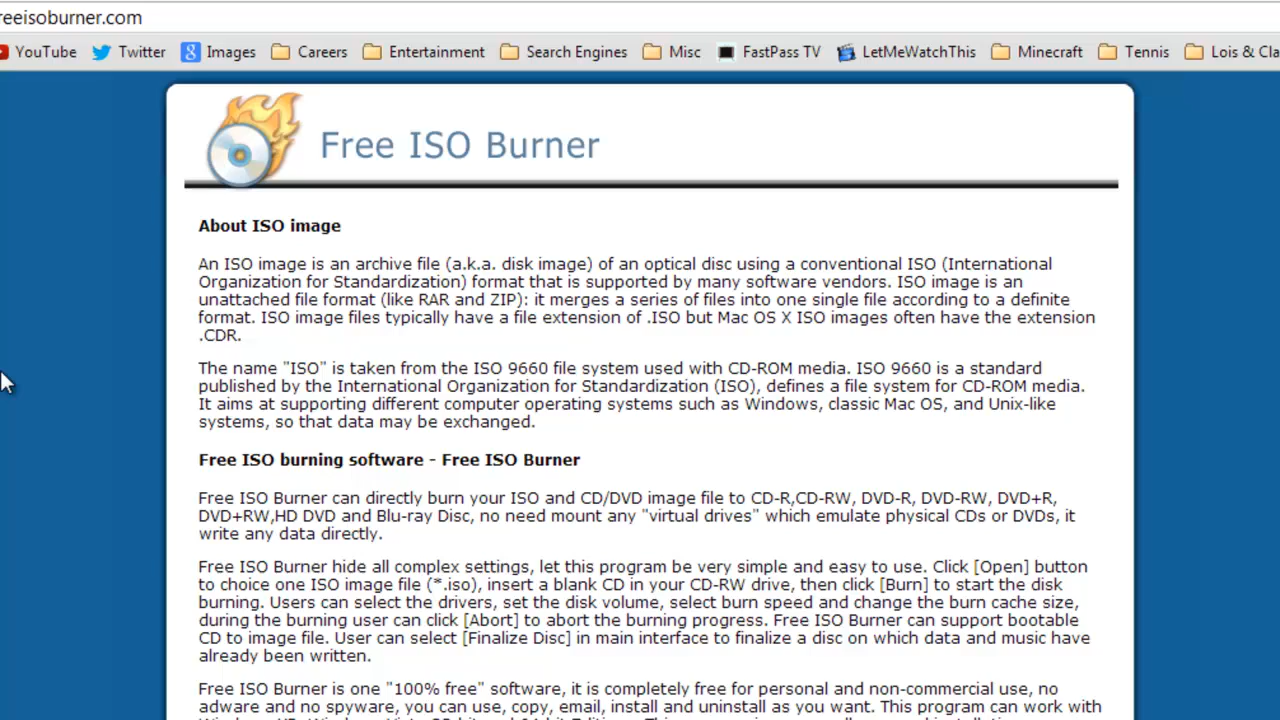 reeisoburner.com
YouTube Twitter Images Careers Entertainment Search Engines Misc FastPass TV LetMeWatchThis Minecraft Tennis Lois & Cla
Free ISO Burner
About ISO image
An ISO image is an archive file (a.k.a. disk image) of an optical disc using a conventional ISO (International
Organization for Standardization) format that is supported by many software vendors. ISO image is an
unattached file format (like RAR and ZIP): it merges a series of files into one single file according to a definite
format. ISO image files typically have a file extension of .ISO but Mac OS X ISO images often have the extension
.CDR.
The name "ISO" is taken from the ISO 9660 file system used with CD-ROM media. ISO 9660 is a standard
published by the International Organization for Standardization (ISO), defines a file system for CD-ROM media.
It aims at supporting different computer operating systems such as Windows, classic Mac OS, and Unix-like
systems, so that data may be exchanged.
Free ISO burning software - Free ISO Burner
Free ISO Burner can directly burn your ISO and CD/DVD image file to CD-R,CD-RW, DVD-R, DVD-RW, DVD+R,
DVD+RW,HD DVD and Blu-ray Disc, no need mount any "virtual drives" which emulate physical CDs or DVDs, it
write any data directly.
Free ISO Burner hide all complex settings, let this program be very simple and easy to use. Click [Open] button
to choice one ISO image file (*.iso), insert a blank CD in your CD-RW drive, then click [Burn] to start the disk
burning. Users can select the drivers, set the disk volume, select burn speed and change the burn cache size,
during the burning user can click [Abort] to abort the burning progress. Free ISO Burner can support bootable
CD to image file. User can select [Finalize Disc] in main interface to finalize a disc on which data and music have
already been written.
Free ISO Burner is one "100% free" software, it is completely free for personal and non-commercial use, no
adware and no spyware, you can use, copy, email, install and uninstall as you want. This program can work with